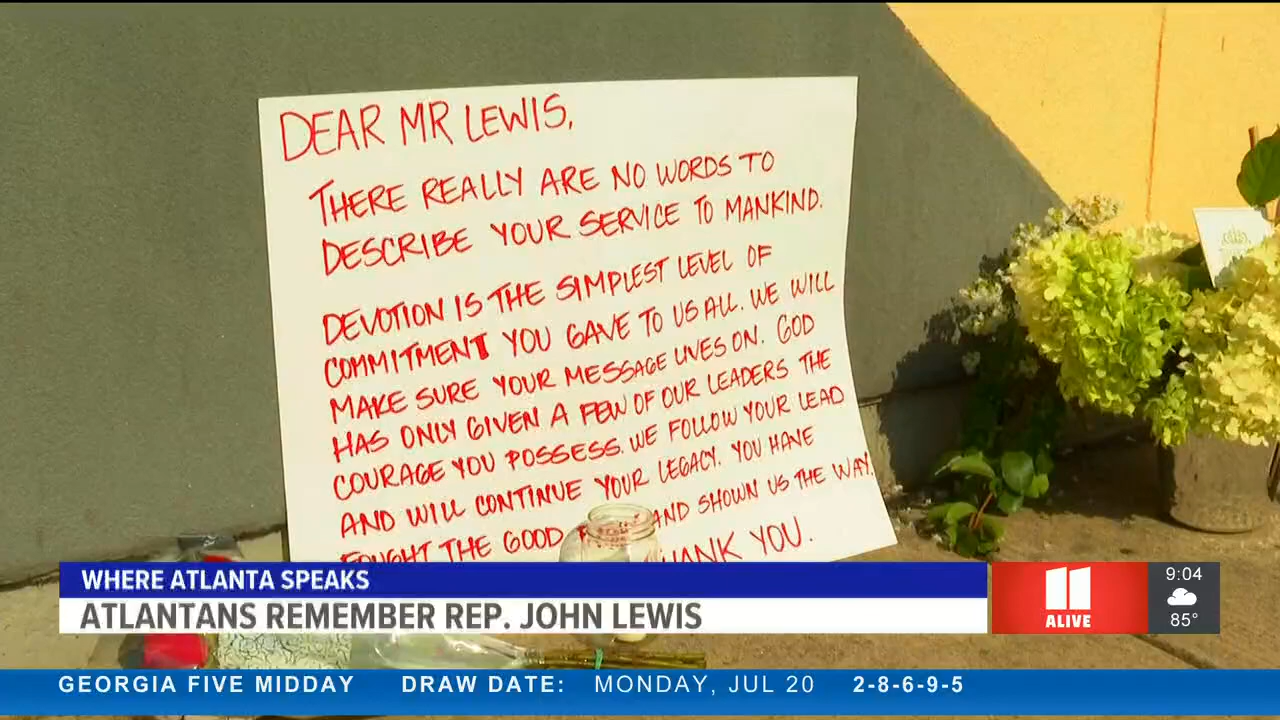 DEAR MR LEWIS,
THERE REALLY ARE NO WORDS TO
DESCRIBE YOUR SERVICE TO MANKIND.
DEVOTION IS THE SIMPLEST LEVEL OF
COMMITMENT YOU GAVE TO US ALL. WE WILL
MAKE SURE YOUR MESSAGE LIVES ON. GOD
HAS ONLY GIVEN A FEW OF OUR LEADERS THE
COURAGE YOU POSSESS. WE FOLLOW YOUR LEAD
AND WILL CONTINUE YOUR LEGACY. YOU HAVE
FOUGHT THE GOOD AND SHOWN US THE WAY.
THANK YOU.
WHERE ATLANTA SPEAKS
ATLANTANS REMEMBER REP. JOHN LEWIS
11
ALIVE
9:04
85°
GEORGIA FIVE MIDDAY DRAW DATE: MONDAY, JUL 20 2-8-6-9-5